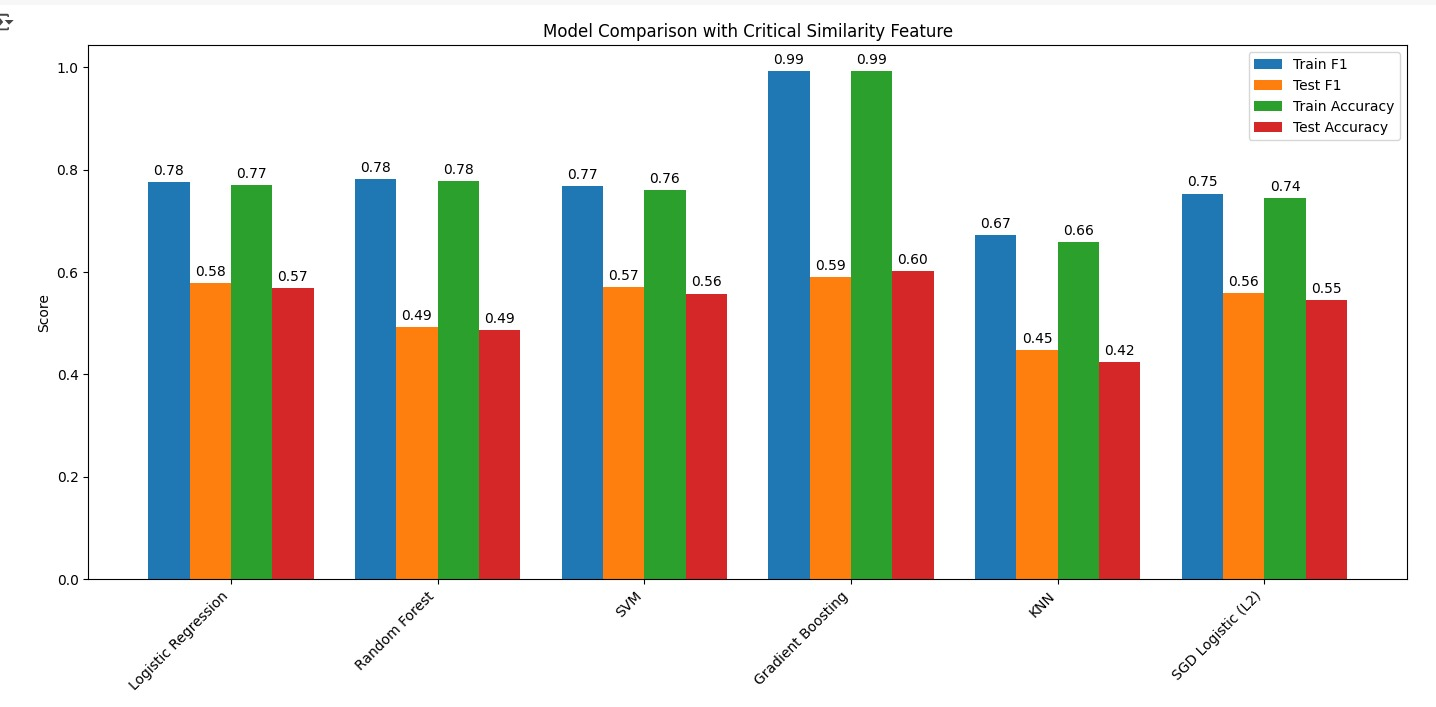 Model Comparison with Critical Similarity Feature
Train F1
Test F1
Train Accuracy
Test Accuracy
Score
1.0
0.8
0.6
0.4
0.2
0.0
0.78
0.58
0.77
0.57
0.78
0.49
0.78
0.49
0.77
0.57
0.76
0.56
0.99
0.59
0.99
0.60
0.67
0.45
0.66
0.42
0.75
0.56
0.74
0.55
Logistic Regression
Random Forest
SVM
Gradient Boosting
KNN
SGD Logistic (L2)